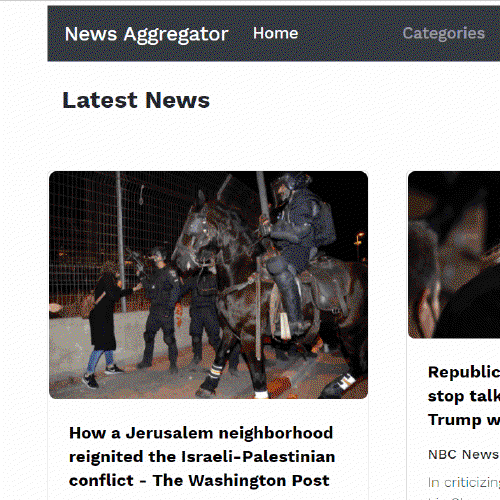 News Aggregator Home Categories
Latest News
How a Jerusalem neighborhood
reignited the Israeli-Palestinian
conflict - The Washington Post
Republic
stop talk
Trump w
NBC News
In criticizing